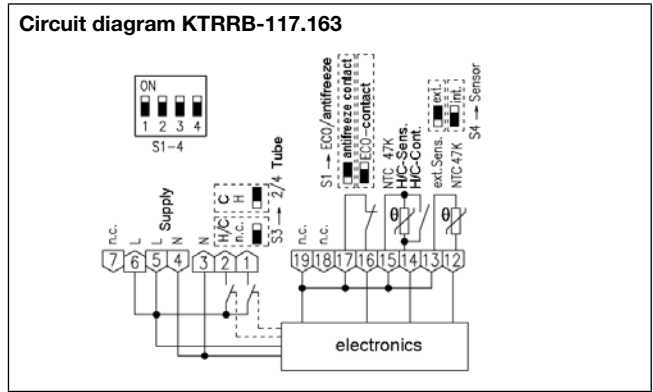 Circuit diagram KTRRB-117.163
ON
1 2 3 4
S1-4
S1 → ECO/antifreeze
antifreeze contact
ECO-contact
NTC 47K
H/C-Sens.
H/C-Cont.
ext.Sens.
NTC 47K
ext.
int.
S4 → Sensor
n.c.
L
L
Supply
N
N
H/C
C
n.c.
H
S3 → 2/4 Tube
n.c.
n.c.
θ
θ
7 6 5 4 3 2 1
19 18 17 16 15 14 13 12
electronics